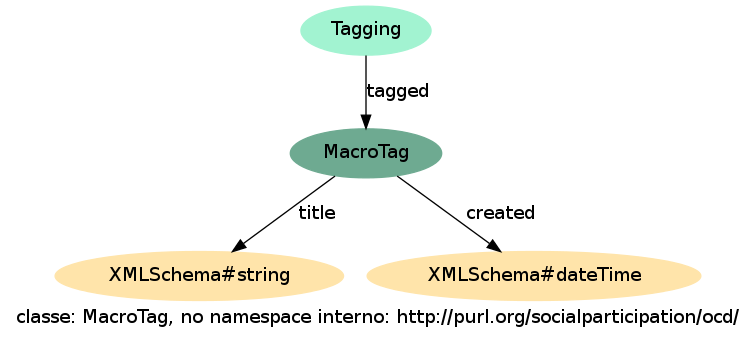 Tagging
tagged
MacroTag
title
created
XMLSchema#string
XMLSchema#dateTime
classe: MacroTag, no namespace interno: http://purl.org/socialparticipation/ocd/